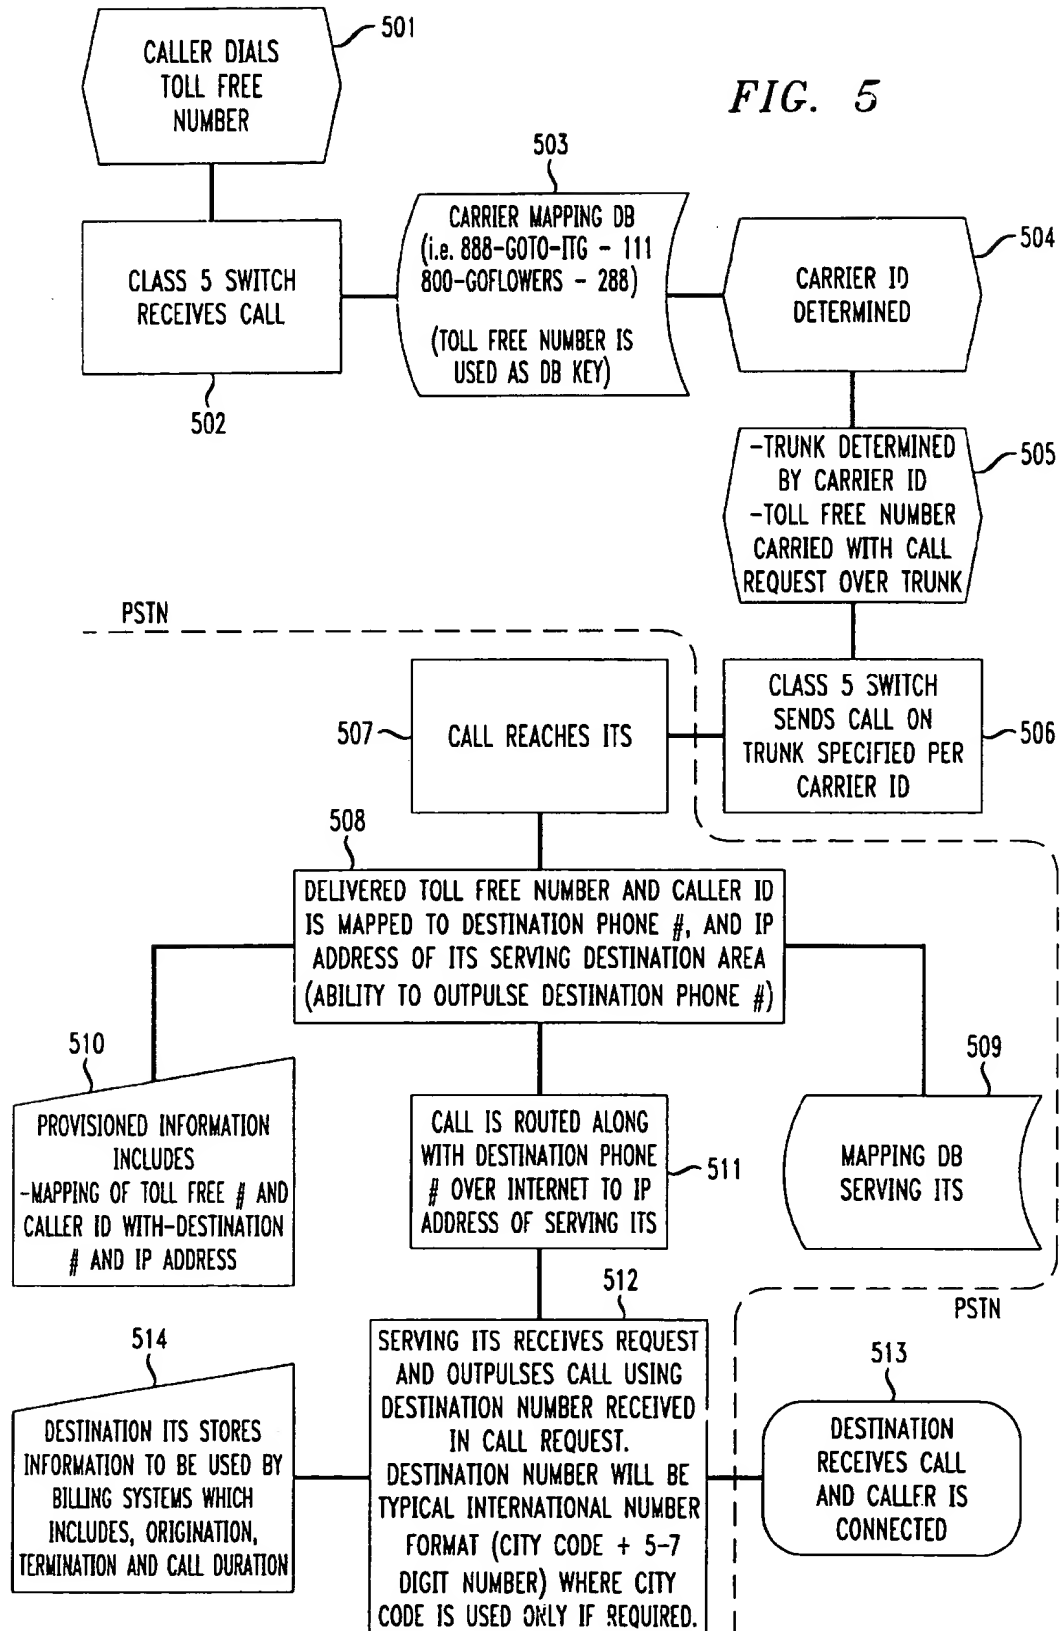 501
CALLER DIALS
TOLL FREE
NUMBER
FIG. 5
503
CARRIER MAPPING DB
(i.e. 888-GOTO-ITG - 111
800-GOFLOWERS - 288)
(TOLL FREE NUMBER IS
USED AS DB KEY)
504
CARRIER ID
DETERMINED
CLASS 5 SWITCH
RECEIVES CALL
502
-TRUNK DETERMINED
BY CARRIER ID
-TOLL FREE NUMBER
CARRIED WITH CALL
REQUEST OVER TRUNK
505
PSTN
507
CALL REACHES ITS
CLASS 5 SWITCH
SENDS CALL ON
TRUNK SPECIFIED PER
CARRIER ID
506
508
DELIVERED TOLL FREE NUMBER AND CALLER ID
IS MAPPED TO DESTINATION PHONE #, AND IP
ADDRESS OF ITS SERVING DESTINATION AREA
(ABILITY TO OUTPULSE DESTINATION PHONE #)
510
PROVISIONED INFORMATION
INCLUDES
-MAPPING OF TOLL FREE # AND
CALLER ID WITH-DESTINATION
# AND IP ADDRESS
CALL IS ROUTED ALONG
WITH DESTINATION PHONE
# OVER INTERNET TO IP
ADDRESS OF SERVING ITS
511
509
MAPPING DB
SERVING ITS
PSTN
512
SERVING ITS RECEIVES REQUEST
AND OUTPULSES CALL USING
DESTINATION NUMBER RECEIVED
IN CALL REQUEST.
DESTINATION NUMBER WILL BE
TYPICAL INTERNATIONAL NUMBER
FORMAT (CITY CODE + 5-7
DIGIT NUMBER) WHERE CITY
CODE IS USED ONLY IF REQUIRED.
514
DESTINATION ITS STORES
INFORMATION TO BE USED BY
BILLING SYSTEMS WHICH
INCLUDES, ORIGINATION,
TERMINATION AND CALL DURATION
513
DESTINATION
RECEIVES CALL
AND CALLER IS
CONNECTED